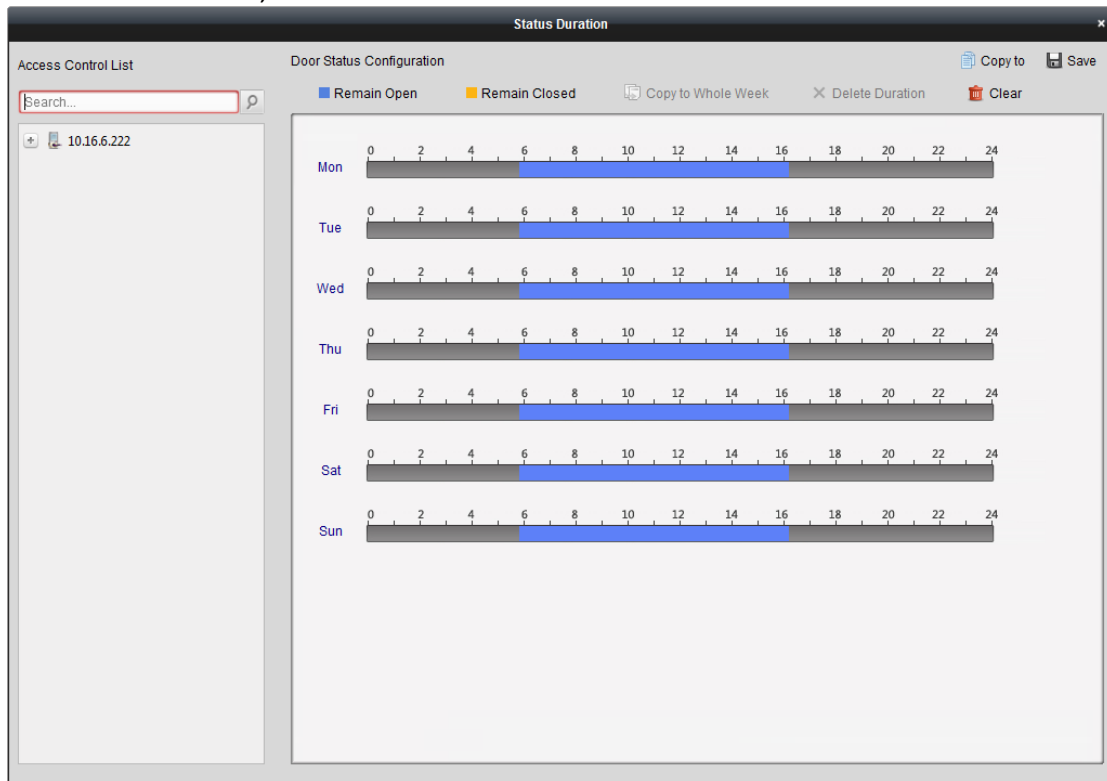 Status Duration ×
Access Control List
Search...
10.16.6.222
Door Status Configuration Copy to Save
Remain Open Remain Closed Copy to Whole Week Delete Duration Clear
0 2 4 6 8 10 12 14 16 18 20 22 24
Mon
0 2 4 6 8 10 12 14 16 18 20 22 24
Tue
0 2 4 6 8 10 12 14 16 18 20 22 24
Wed
0 2 4 6 8 10 12 14 16 18 20 22 24
Thu
0 2 4 6 8 10 12 14 16 18 20 22 24
Fri
0 2 4 6 8 10 12 14 16 18 20 22 24
Sat
0 2 4 6 8 10 12 14 16 18 20 22 24
Sun